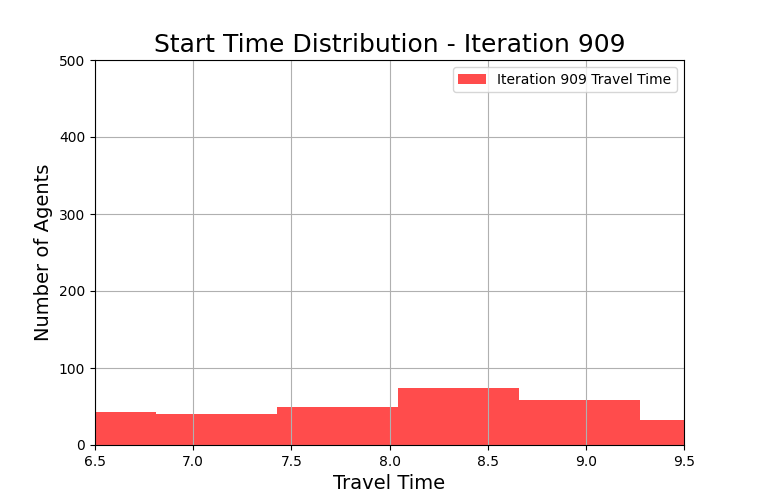 Start Time Distribution - Iteration 909
Iteration 909 Travel Time
Number of Agents
500
400
300
200
100
0
6.5 7.0 7.5 8.0 8.5 9.0 9.5
Travel Time